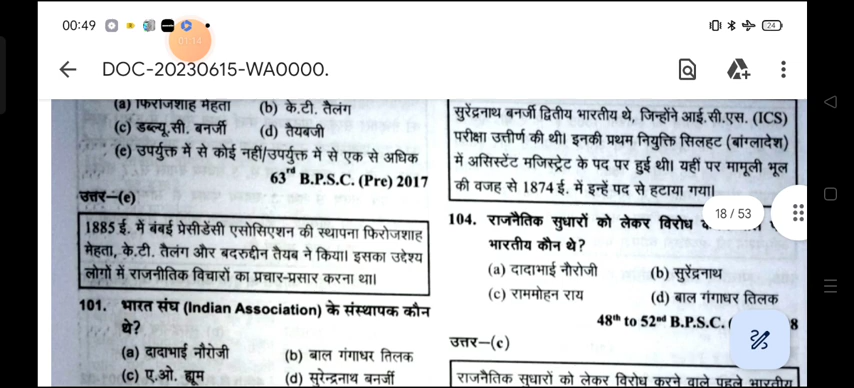 00:49
24
DOC-20230615-WA0000.
(a) फिरोजशाह मेहता (b) के.टी. तैलंग
(c) डब्ल्यू.सी. बनर्जी (d) तैयबजी
(e) उपर्युक्त में से कोई नहीं/उपर्युक्त में से एक से अधिक
63rd B.P.S.C. (Pre) 2017
उत्तर—(e)
1885 ई. में बंबई प्रेसीडेंसी एसोसिएशन की स्थापना फिरोजशाह
मेहता, के.टी. तैलंग और बदरुद्दीन तैयब ने किया। इसका उद्देश्य
लोगों में राजनीतिक विचारों का प्रचार-प्रसार करना था।
101. भारत संघ (Indian Association) के संस्थापक कौन
थे?
(a) दादाभाई नौरोजी (b) बाल गंगाधर तिलक
(c) ए.ओ. ह्यूम (d) सुरेन्द्रनाथ बनर्जी
सुरेंद्रनाथ बनर्जी द्वितीय भारतीय थे, जिन्होंने आई.सी.एस. (ICS)
परीक्षा उत्तीर्ण की थी। इनकी प्रथम नियुक्ति सिलहट (बांग्लादेश)
में असिस्टेंट मजिस्ट्रेट के पद पर हुई थी। यहीं पर मामूली भूल
की वजह से 1874 ई. में इन्हें पद से हटाया गया।
18 / 53
104. राजनैतिक सुधारों को लेकर विरोध
भारतीय कौन थे?
(a) दादाभाई नौरोजी (b) सुरेंद्रनाथ
(c) राममोहन राय (d) बाल गंगाधर तिलक
48th to 52nd B.P.S.C. ( 8
उत्तर—(c)
राजनैतिक सुधारों को लेकर विरोध करने वाले पहले भारतीय